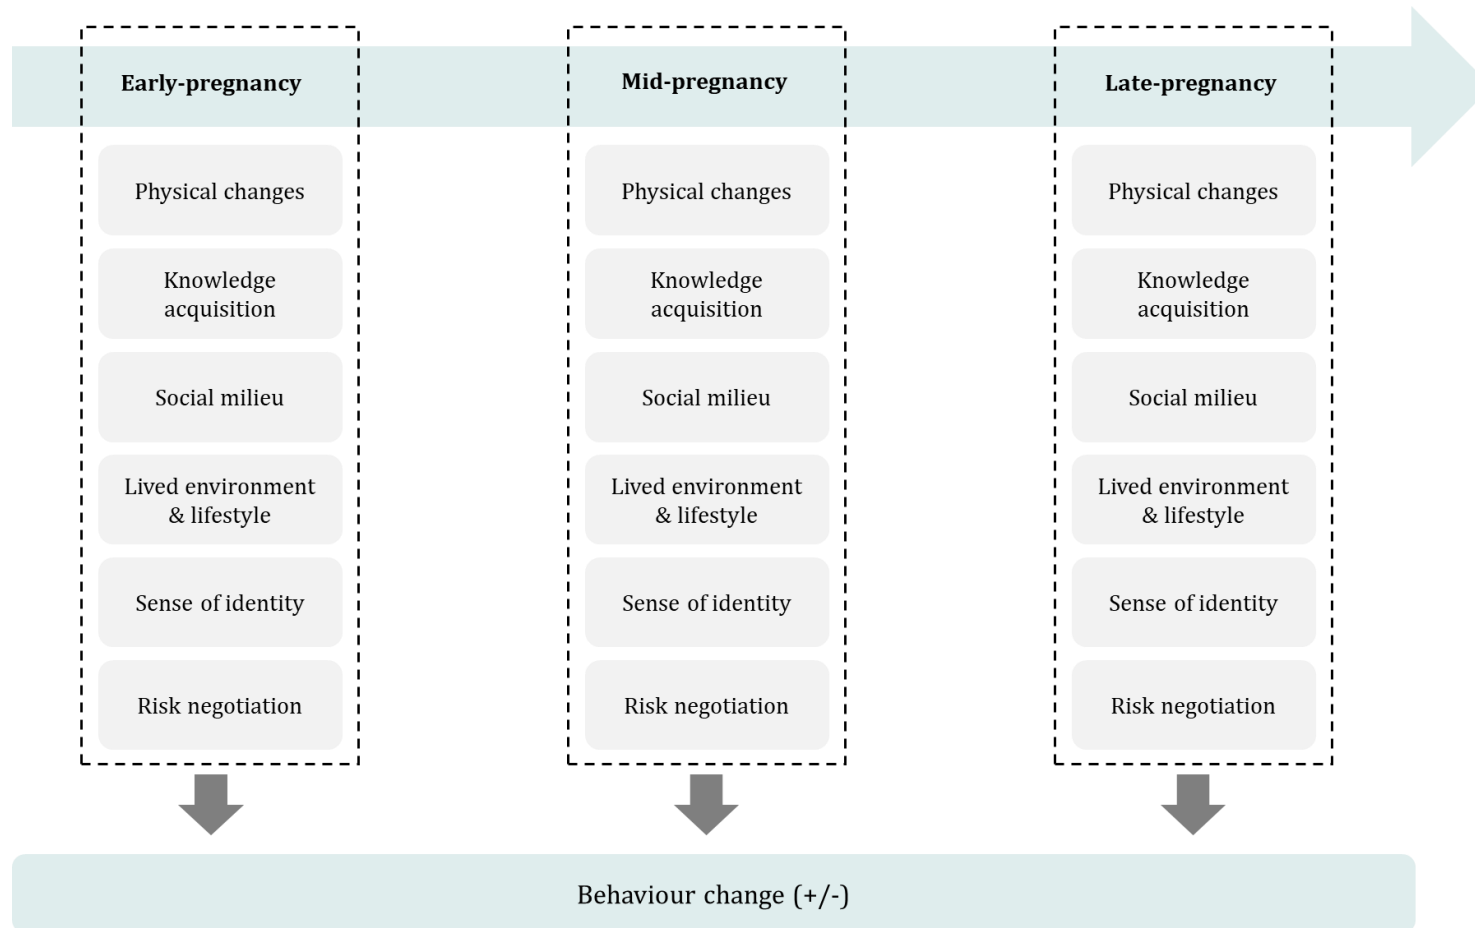 Early-pregnancy
Mid-pregnancy
Late-pregnancy
Physical changes
Physical changes
Physical changes
Knowledge
acquisition
Knowledge
acquisition
Knowledge
acquisition
Social milieu
Social milieu
Social milieu
Lived environment
& lifestyle
Lived environment
& lifestyle
Lived environment
& lifestyle
Sense of identity
Sense of identity
Sense of identity
Risk negotiation
Risk negotiation
Risk negotiation
Behaviour change (+/-)